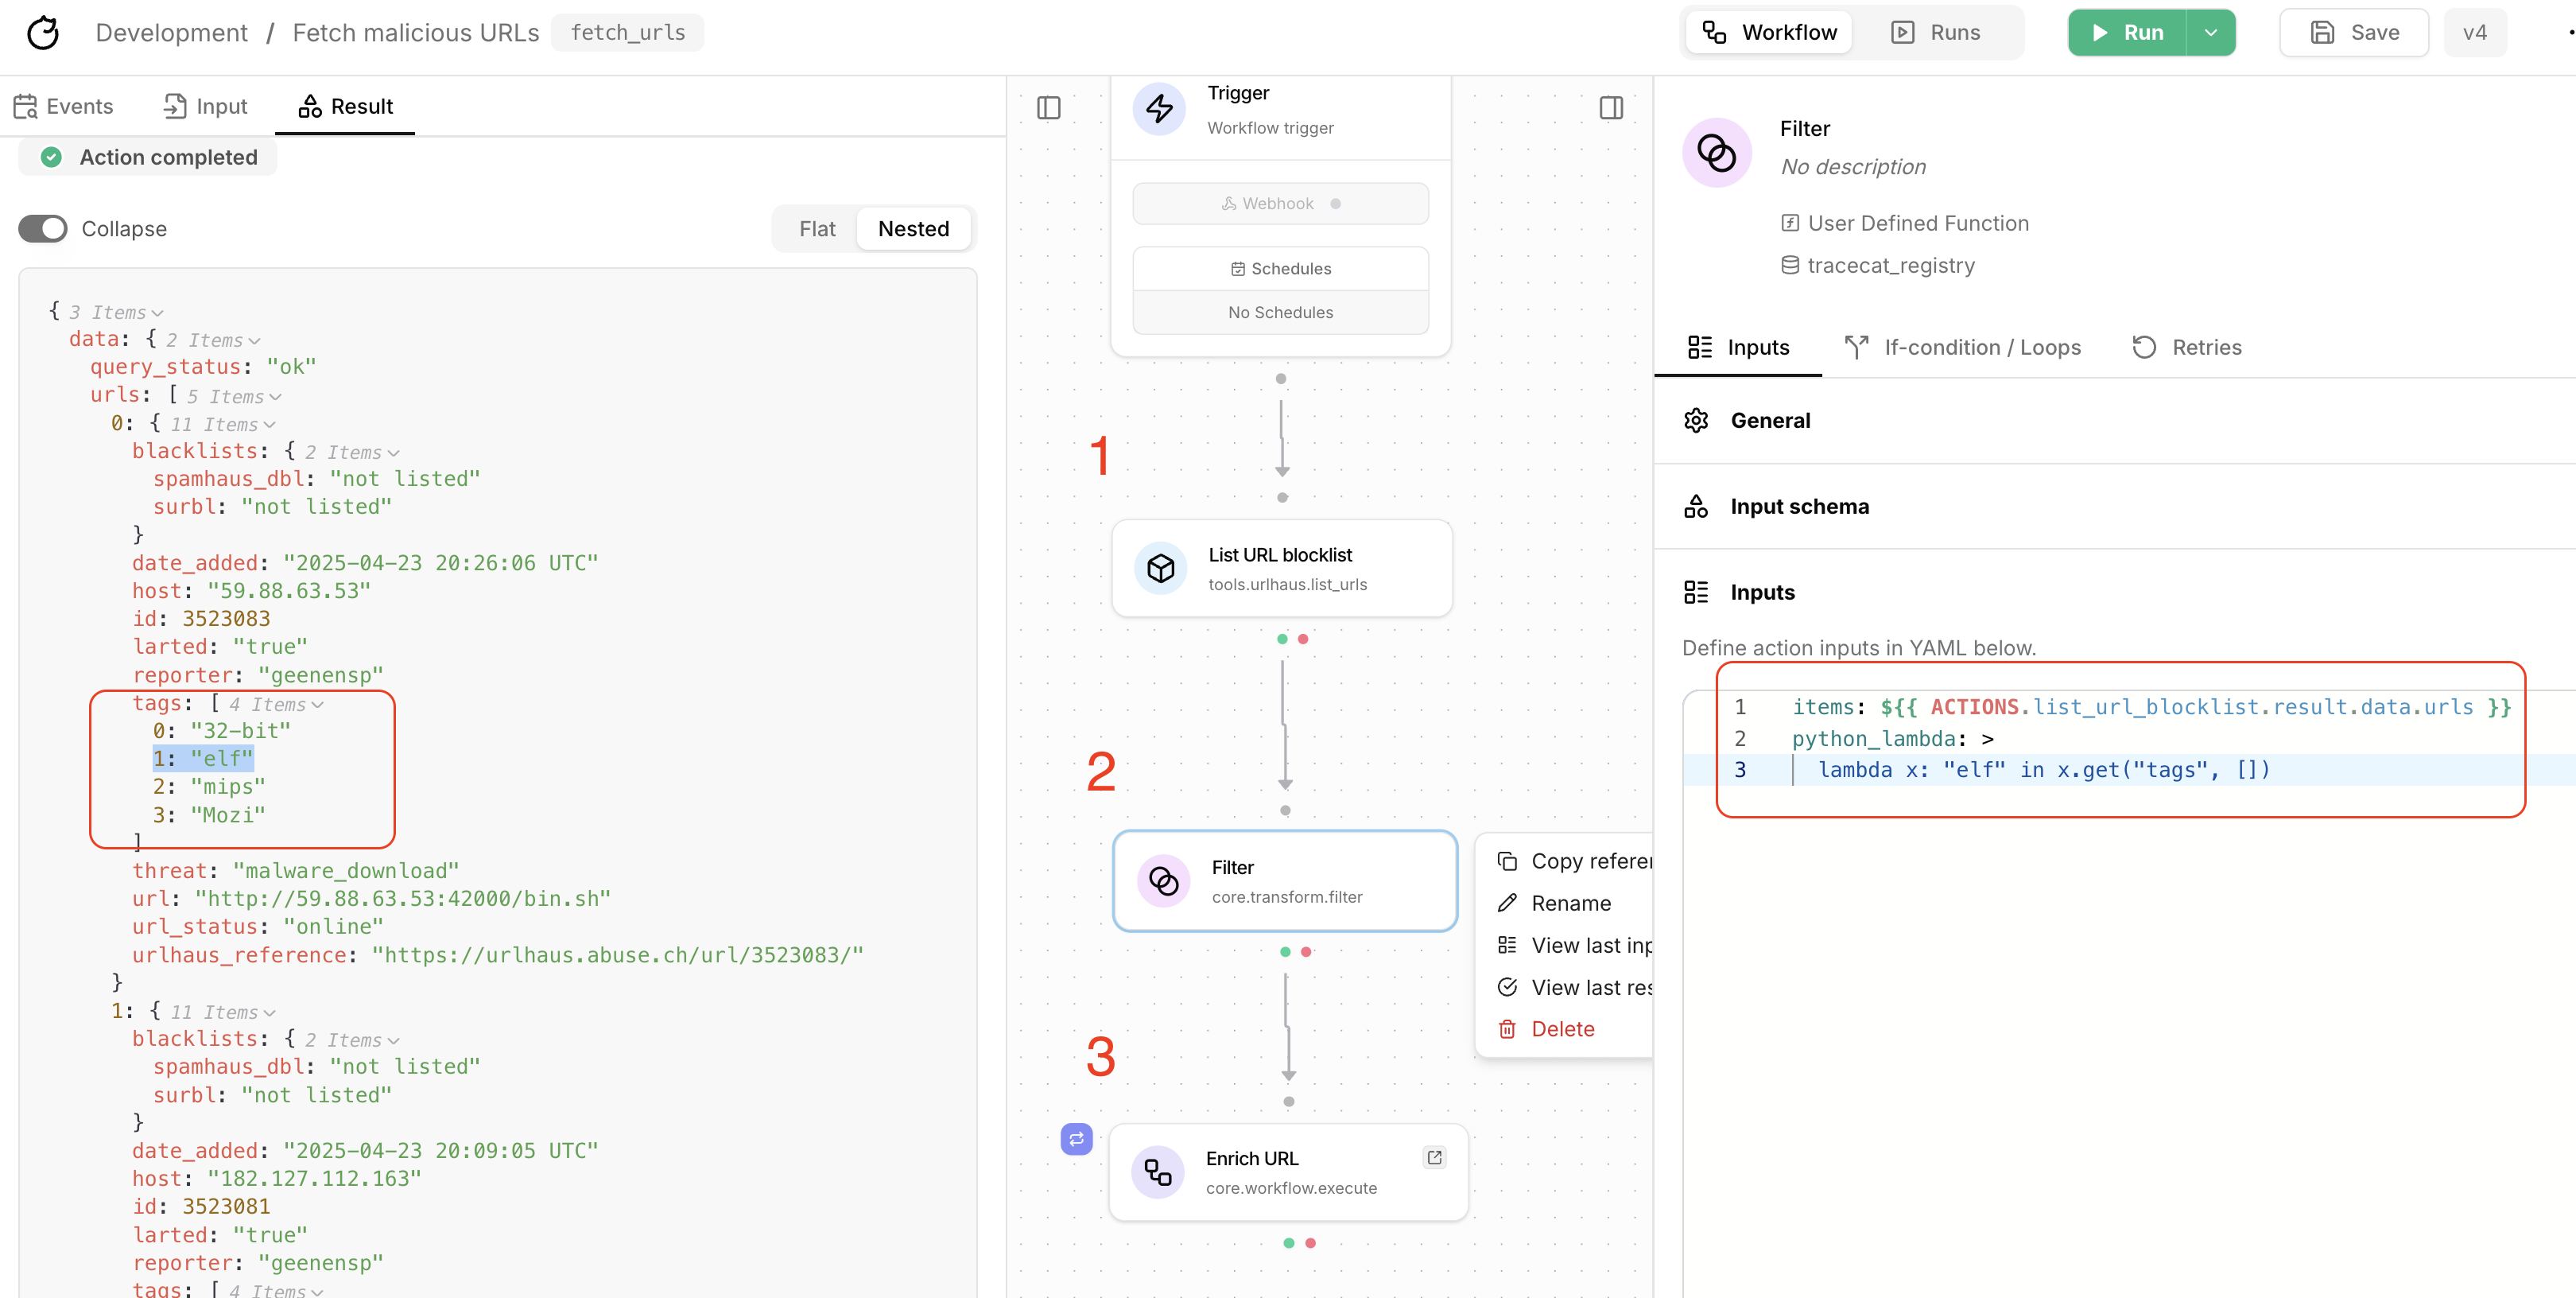 Development / Fetch malicious URLs fetch_urls
Workflow Runs Run Save v4
Events Input Result
Action completed
Collapse Flat Nested
{ 3 Items
data: { 2 Items
query_status: "ok"
urls: [ 5 Items
0: { 11 Items
blacklists: { 2 Items
spamhaus_dbl: "not listed"
surbl: "not listed"
}
date_added: "2025-04-23 20:26:06 UTC"
host: "59.88.63.53"
id: 3523083
larted: "true"
reporter: "geenensp"
tags: [ 4 Items
0: "32-bit"
1: "elf"
2: "mips"
3: "Mozi"
]
threat: "malware_download"
url: "http://59.88.63.53:42000/bin.sh"
url_status: "online"
urlhaus_reference: "https://urlhaus.abuse.ch/url/3523083/"
}
1: { 11 Items
blacklists: { 2 Items
spamhaus_dbl: "not listed"
surbl: "not listed"
}
date_added: "2025-04-23 20:09:05 UTC"
host: "182.127.112.163"
id: 3523081
larted: "true"
reporter: "geenensp"
tags: [ 4 Items
Trigger
Workflow trigger
Webhook
Schedules
No Schedules
1
List URL blocklist
tools.urlhaus.list_urls
2
Filter
core.transform.filter
Copy referen
Rename
View last inp
View last res
Delete
3
Enrich URL
core.workflow.execute
Filter
No description
User Defined Function
tracecat_registry
Inputs If-condition / Loops Retries
General
Input schema
Inputs
Define action inputs in YAML below.
1 items: ${{ ACTIONS.list_url_blocklist.result.data.urls }}
2 python_lambda: >
3 lambda x: "elf" in x.get("tags", [])